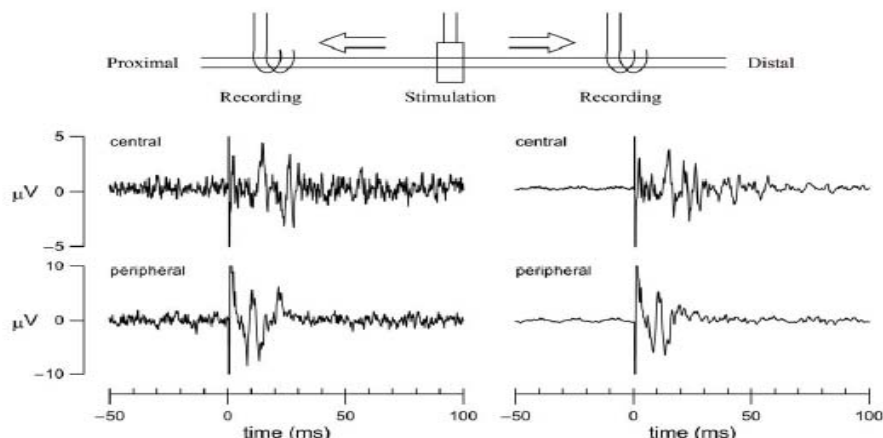 Proximal Distal
Recording Stimulation Recording
5 central central
μV 0
−5
10 peripheral peripheral
μV 0
−10
−50 0 50 100 −50 0 50 100
time (ms) time (ms)